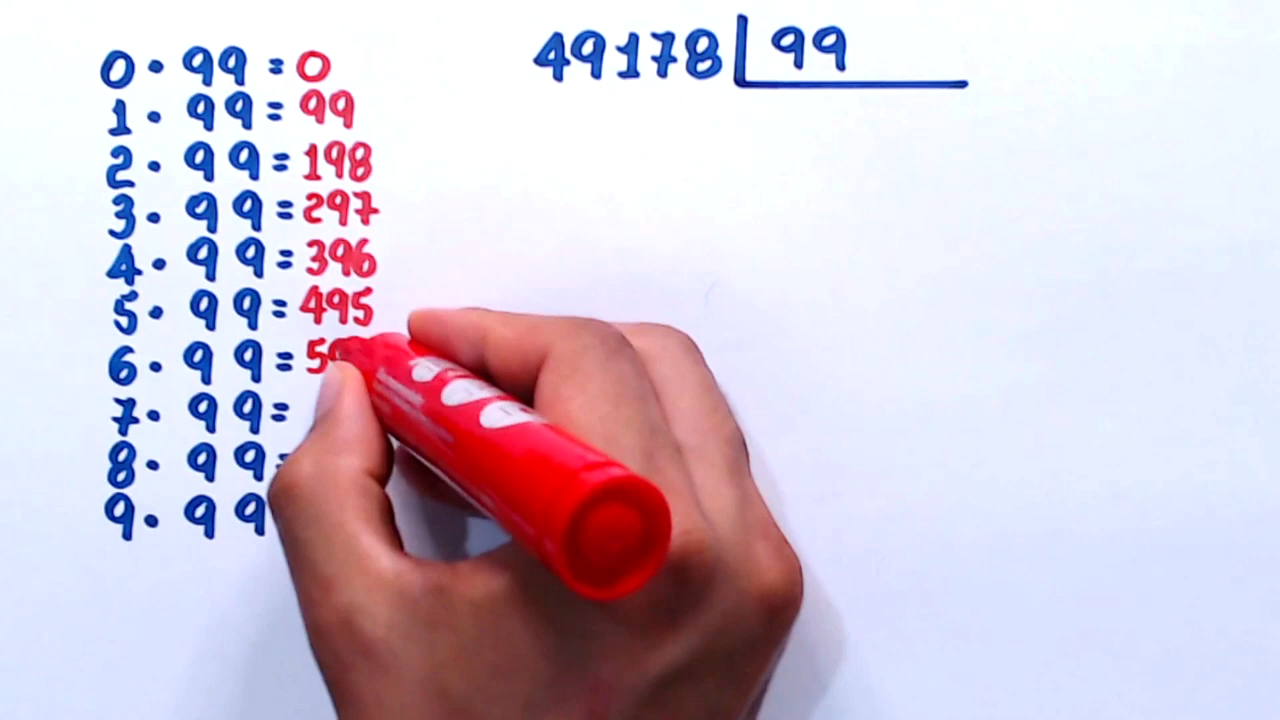 0 · 99 = 0
1 · 99 = 99
2 · 99 = 198
3 · 99 = 297
4 · 99 = 396
5 · 99 = 495
6 · 99 = 5
7 · 99 =
8 · 99 =
9 · 99
49178 | 99